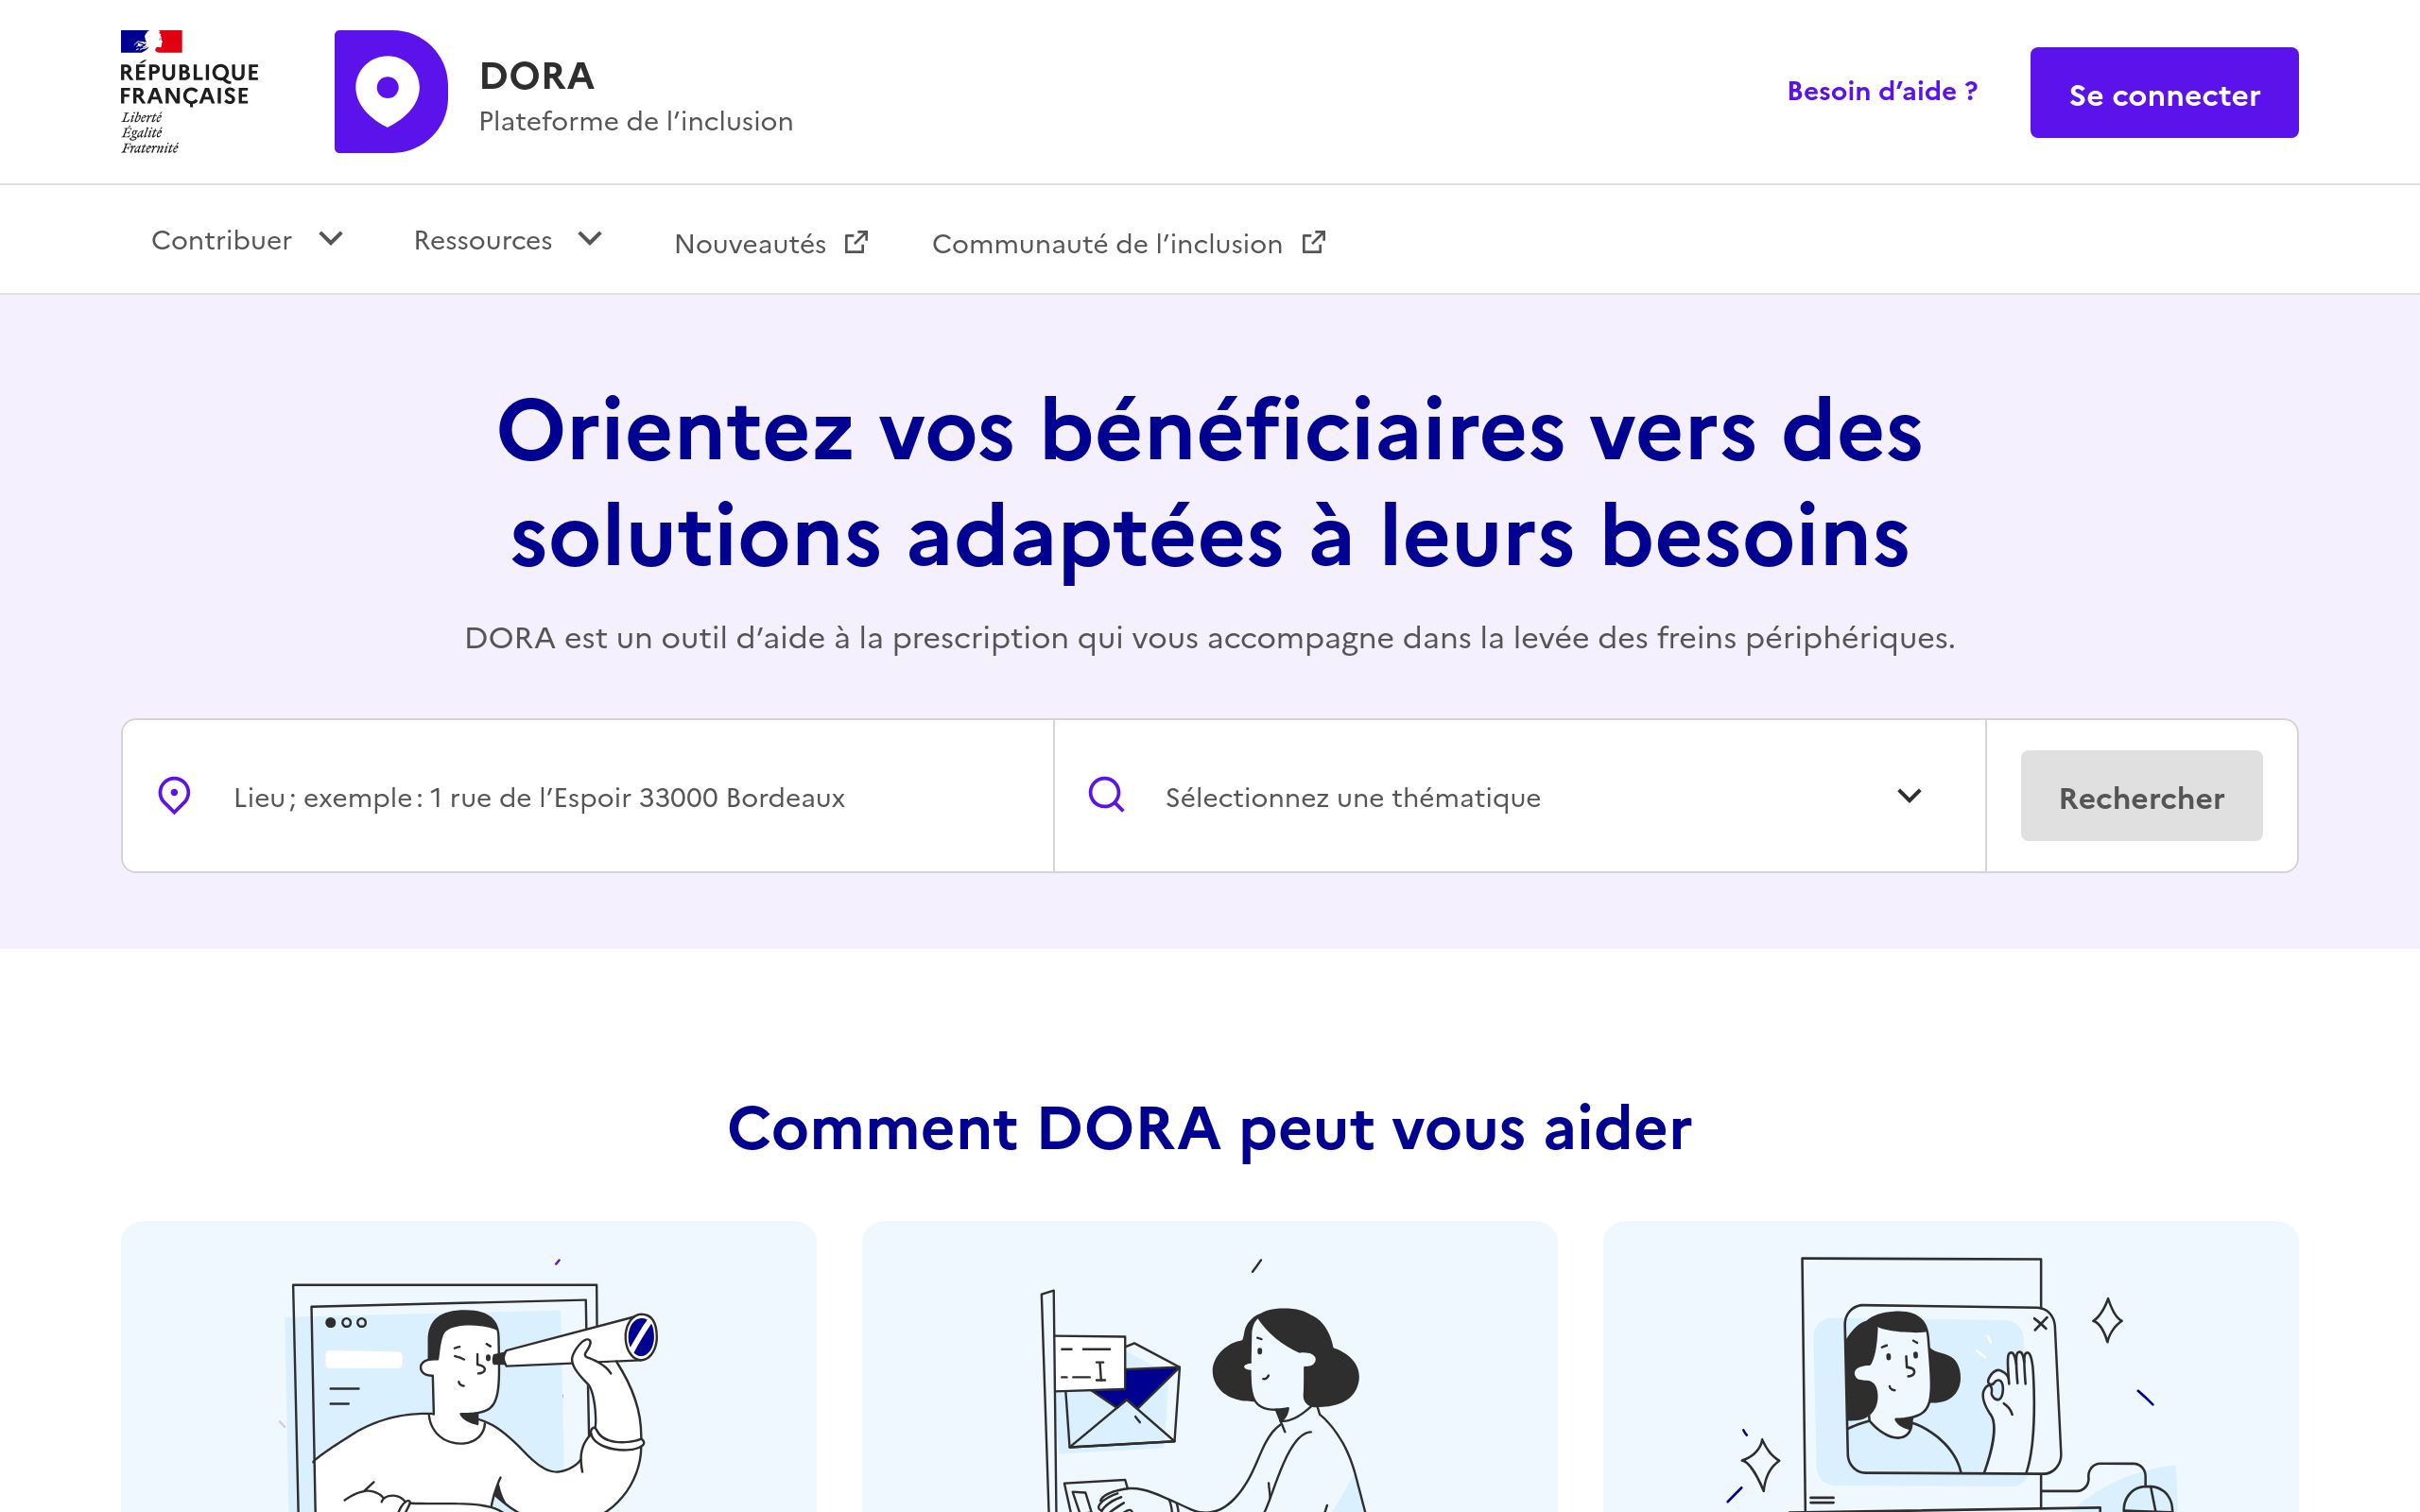 RÉPUBLIQUE
FRANÇAISE
Liberté
Égalité
Fraternité
DORA
Plateforme de l’inclusion
Besoin d’aide ?
Se connecter
Contribuer
Ressources
Nouveautés
Communauté de l’inclusion
Orientez vos bénéficiaires vers des
solutions adaptées à leurs besoins
DORA est un outil d’aide à la prescription qui vous accompagne dans la levée des freins périphériques.
Lieu ; exemple : 1 rue de l’Espoir 33000 Bordeaux
Sélectionnez une thématique
Rechercher
Comment DORA peut vous aider